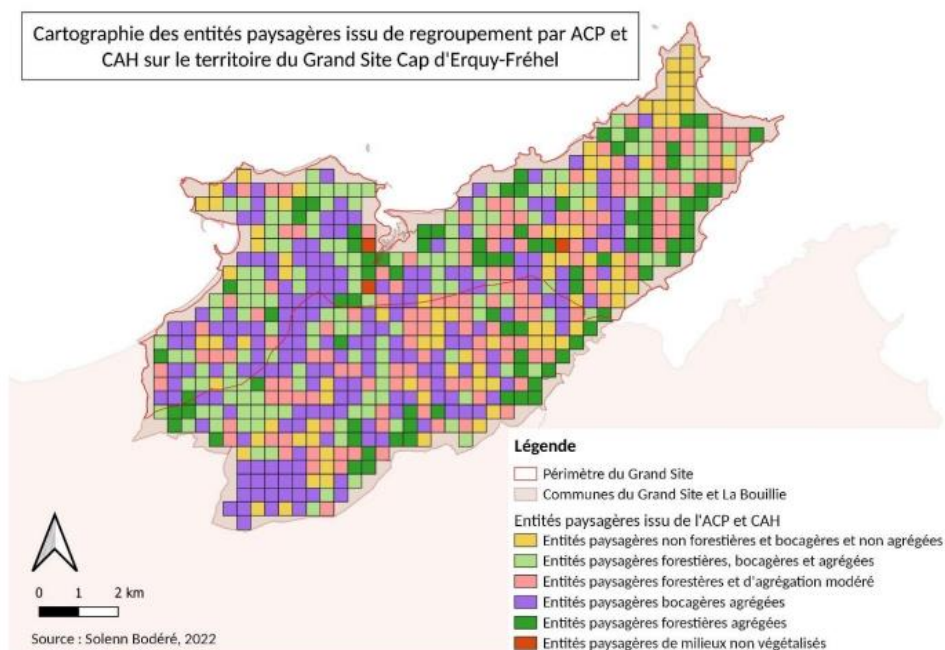 Cartographie des entités paysagères issu de regroupement par ACP et
CAH sur le territoire du Grand Site Cap d'Erquy-Fréhel
Légende
Périmètre du Grand Site
Communes du Grand Site et La Bouillie
Entités paysagères issu de l'ACP et CAH
Entités paysagères non forestières et bocagères et non agrégées
Entités paysagères forestières, bocagères et agrégées
Entités paysagères forestères et d'agrégation modéré
Entités paysagères bocagères agrégées
Entités paysagères forestières agrégées
Entités paysagères de milieux non végétalisés
0 1 2 km
Source : Solenn Bodéré, 2022